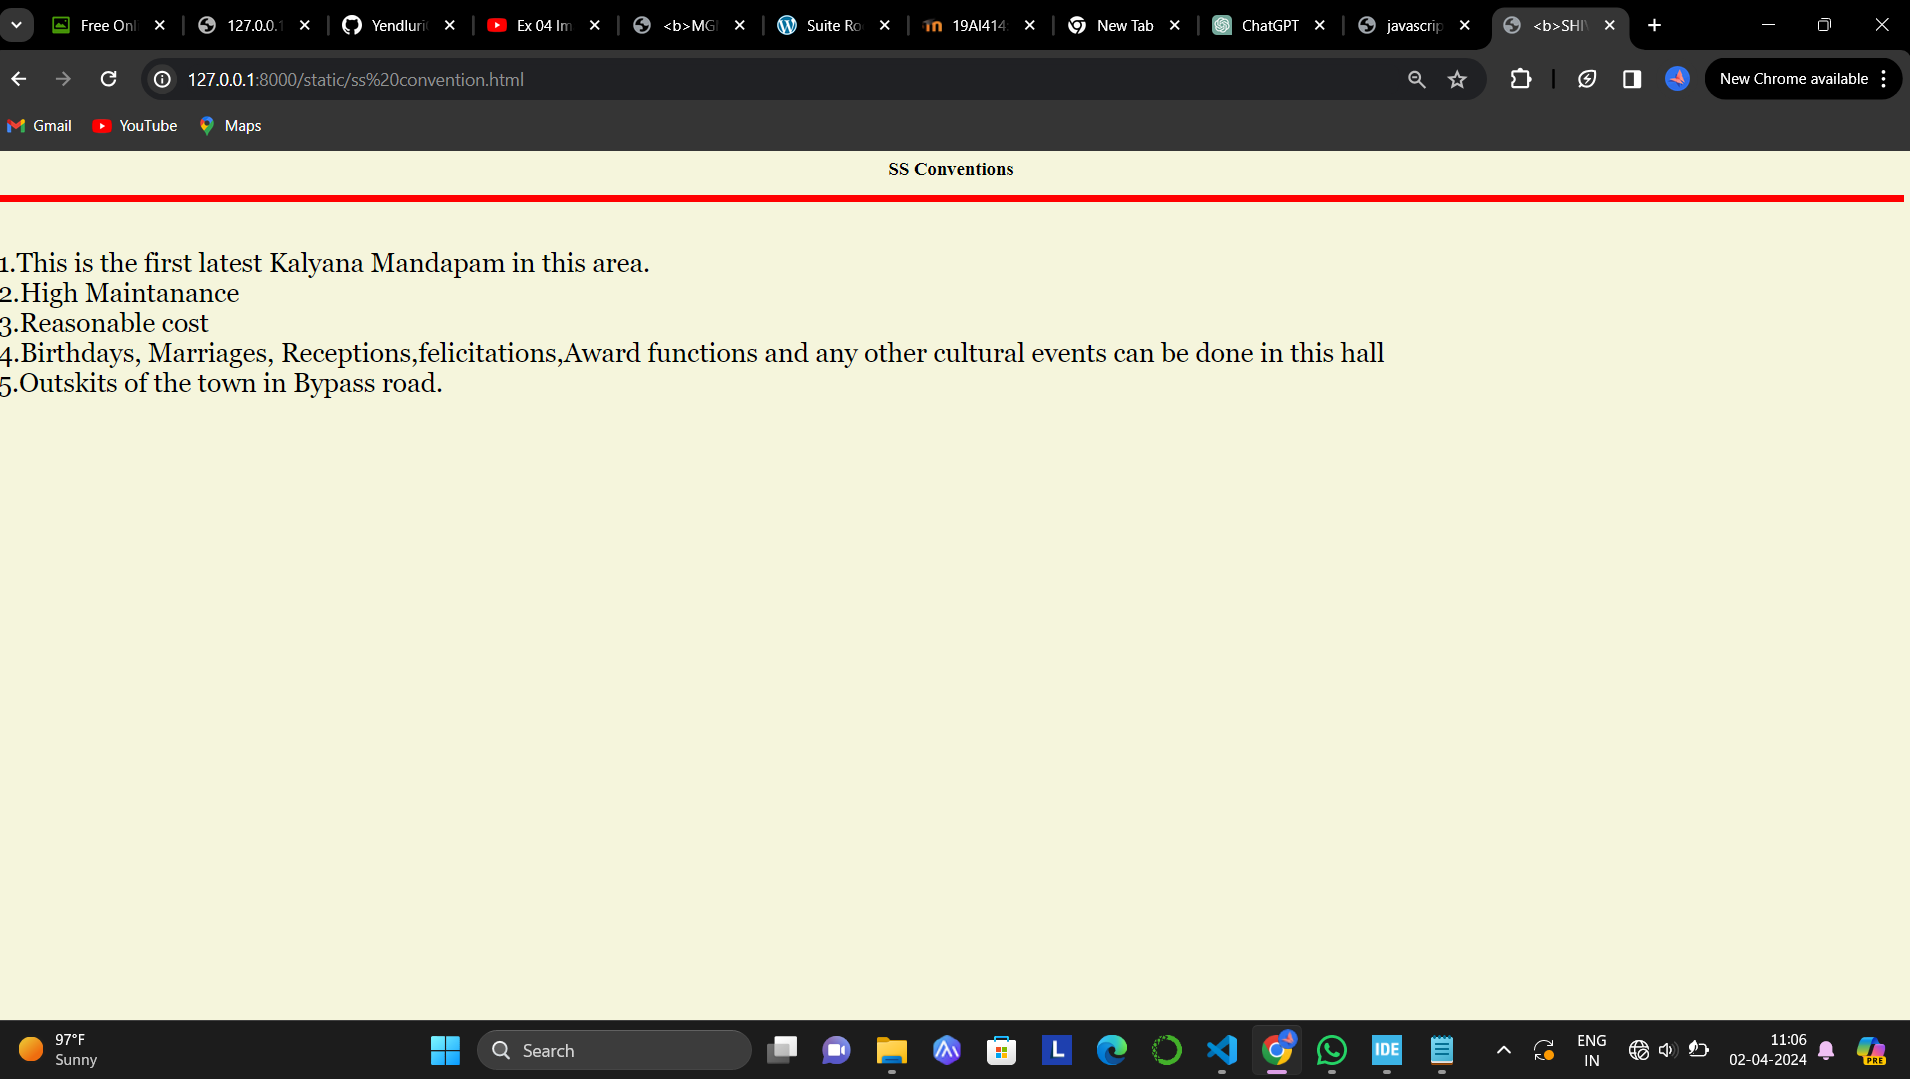 Free Onl
127.0.0.1
Yendluri
Ex 04 Im
<b>MG
Suite Ro
19AI414
New Tab
ChatGPT
javascrip
<b>SHI
127.0.0.1:8000/static/ss%20convention.html
New Chrome available
Gmail
YouTube
Maps
SS Conventions
1.This is the first latest Kalyana Mandapam in this area.
2.High Maintanance
3.Reasonable cost
4.Birthdays, Marriages, Receptions,felicitations,Award functions and any other cultural events can be done in this hall
5.Outskits of the town in Bypass road.
97°F
Sunny
Search
L
IDE
ENG
IN
11:06
02-04-2024
PRE